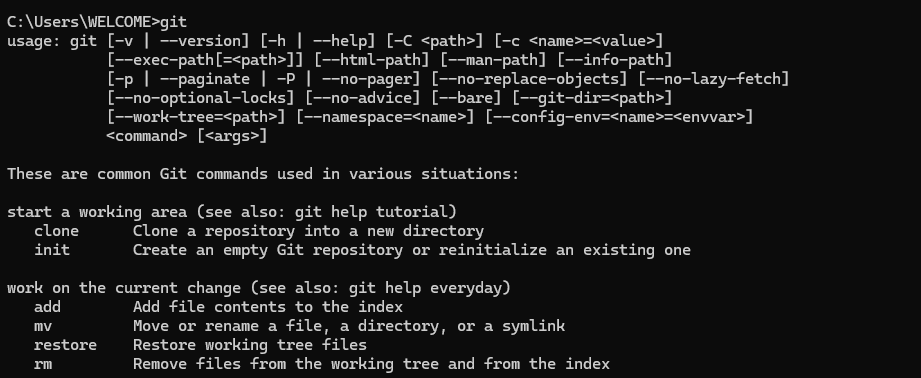 C:\Users\WELCOME>git
usage: git [-v | --version] [-h | --help] [-C <path>] [-c <name>=<value>]
           [--exec-path[=<path>]] [--html-path] [--man-path] [--info-path]
           [-p | --paginate | -P | --no-pager] [--no-replace-objects] [--no-lazy-fetch]
           [--no-optional-locks] [--no-advice] [--bare] [--git-dir=<path>]
           [--work-tree=<path>] [--namespace=<name>] [--config-env=<name>=<envvar>]
           <command> [<args>]

These are common Git commands used in various situations:

start a working area (see also: git help tutorial)
   clone      Clone a repository into a new directory
   init       Create an empty Git repository or reinitialize an existing one

work on the current change (see also: git help everyday)
   add        Add file contents to the index
   mv         Move or rename a file, a directory, or a symlink
   restore    Restore working tree files
   rm         Remove files from the working tree and from the index